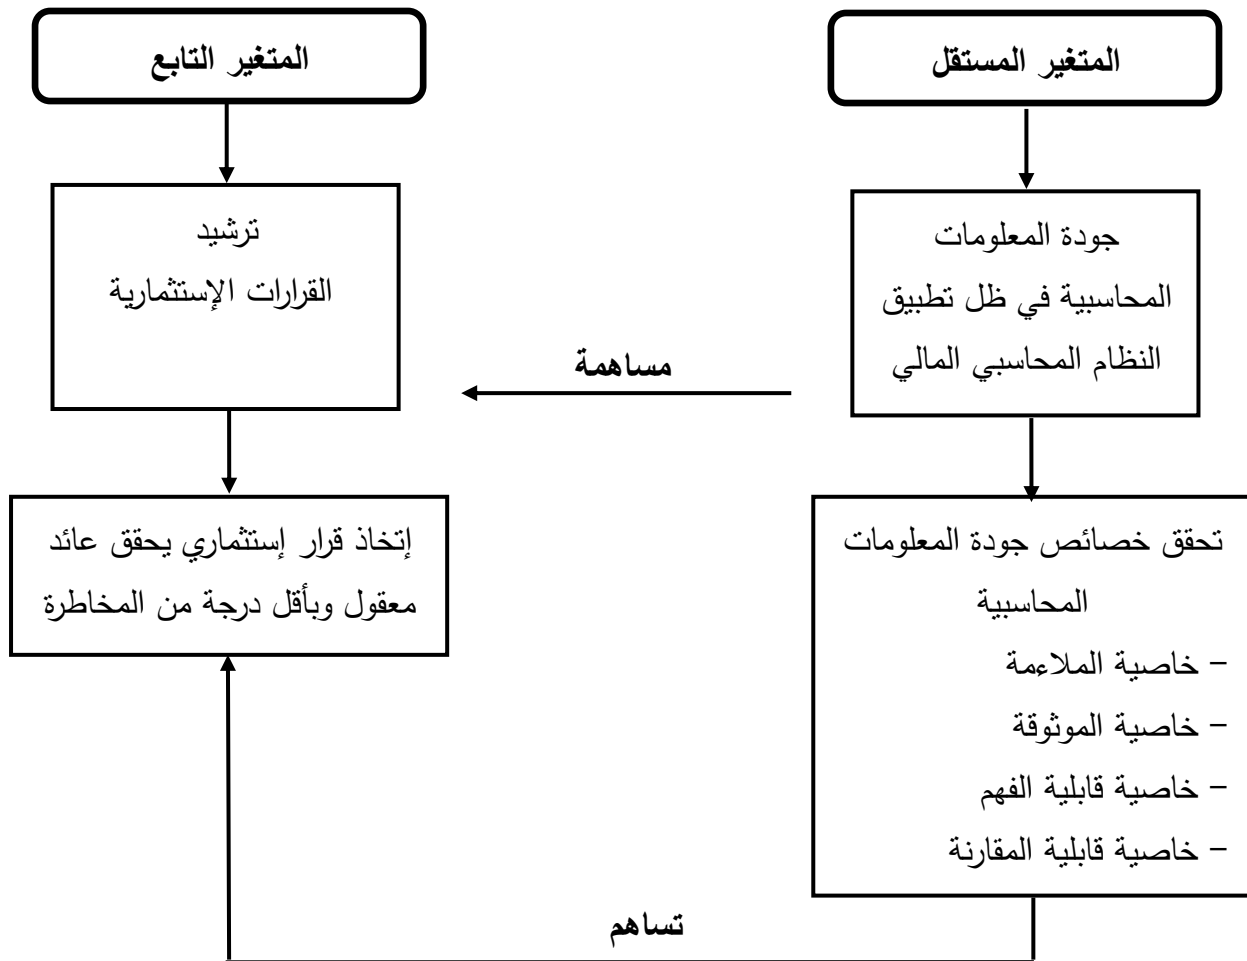 المتغير المستقل
المتغير التابع
جودة المعلومات
المحاسبية في ظل تطبيق
النظام المحاسبي المالي
مساهمة
ترشيد
القرارات الإستثمارية
تحقق خصائص جودة المعلومات
المحاسبية
- خاصية الملاءمة
- خاصية الموثوقة
- خاصية قابلية الفهم
- خاصية قابلية المقارنة
إتخاذ قرار إستثماري يحقق عائد
معقول وبأقل درجة من المخاطرة
تساهم